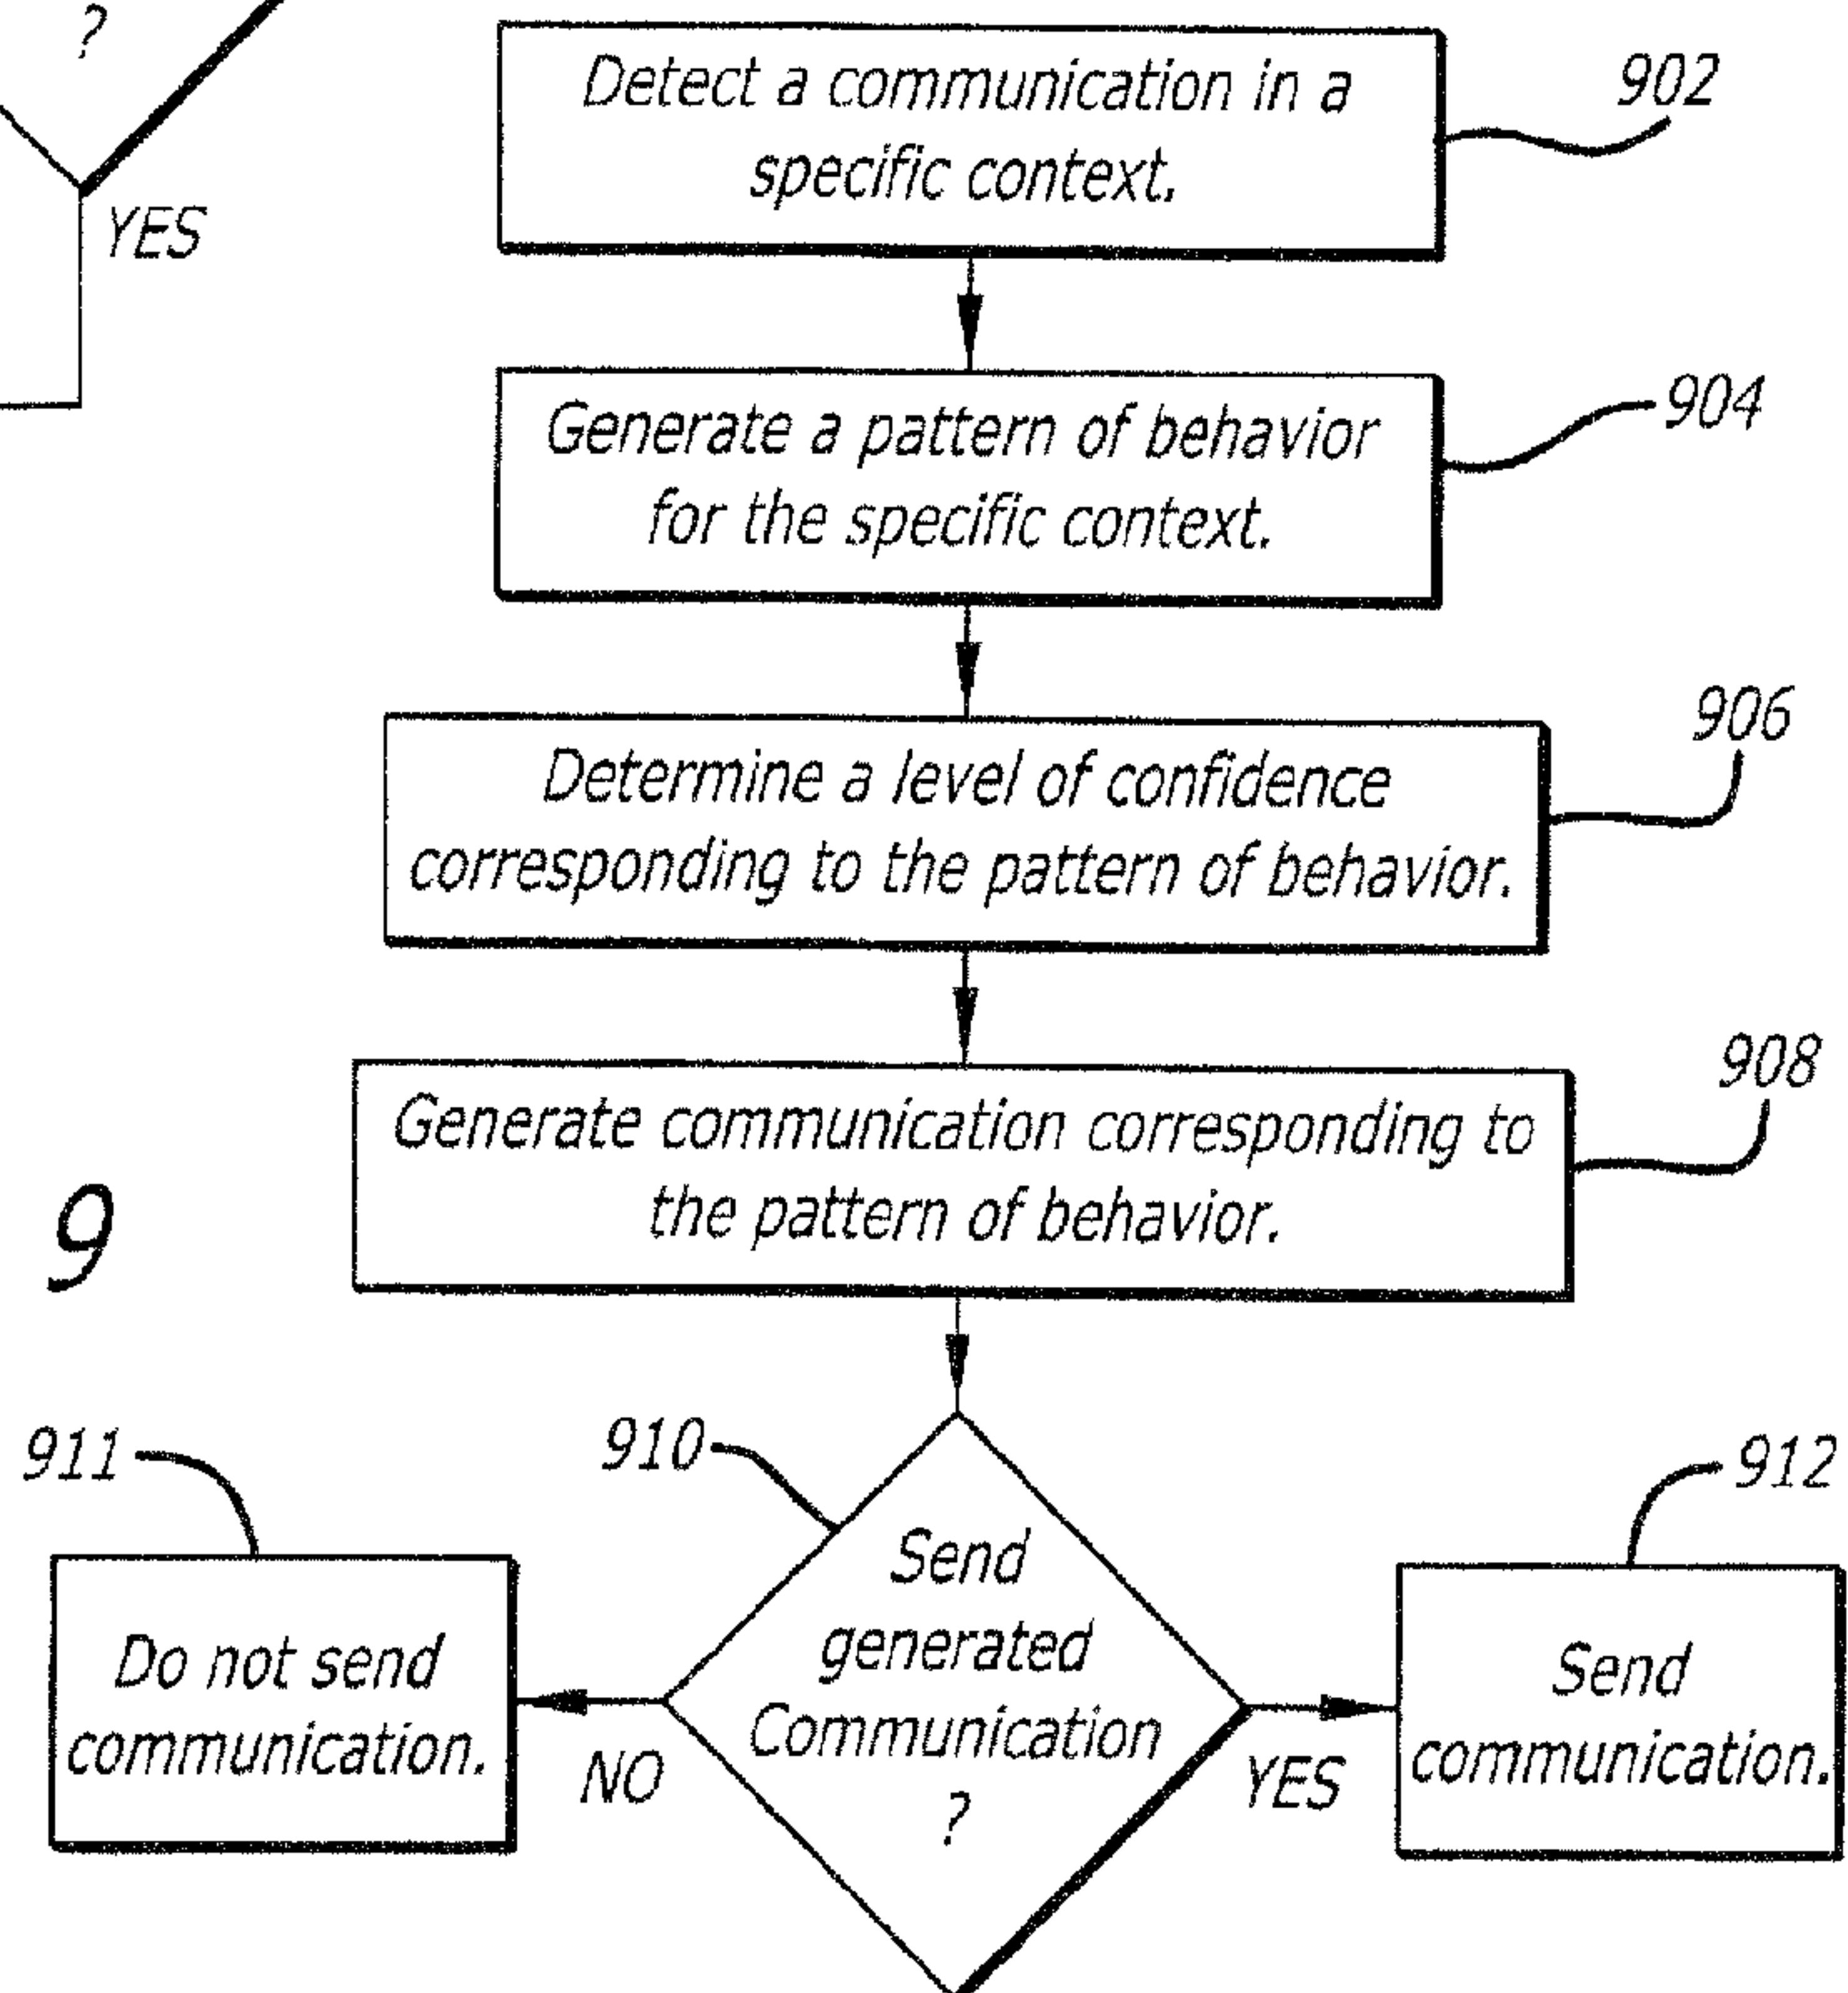 ?
YES
Detect a communication in a
specific context.
902
Generate a pattern of behavior
for the specific context.
904
Determine a level of confidence
corresponding to the pattern of behavior.
906
Generate communication corresponding to
the pattern of behavior.
908
9
911
910
912
Do not send
communication.
NO
Send
generated
Communication
?
YES
Send
communication.